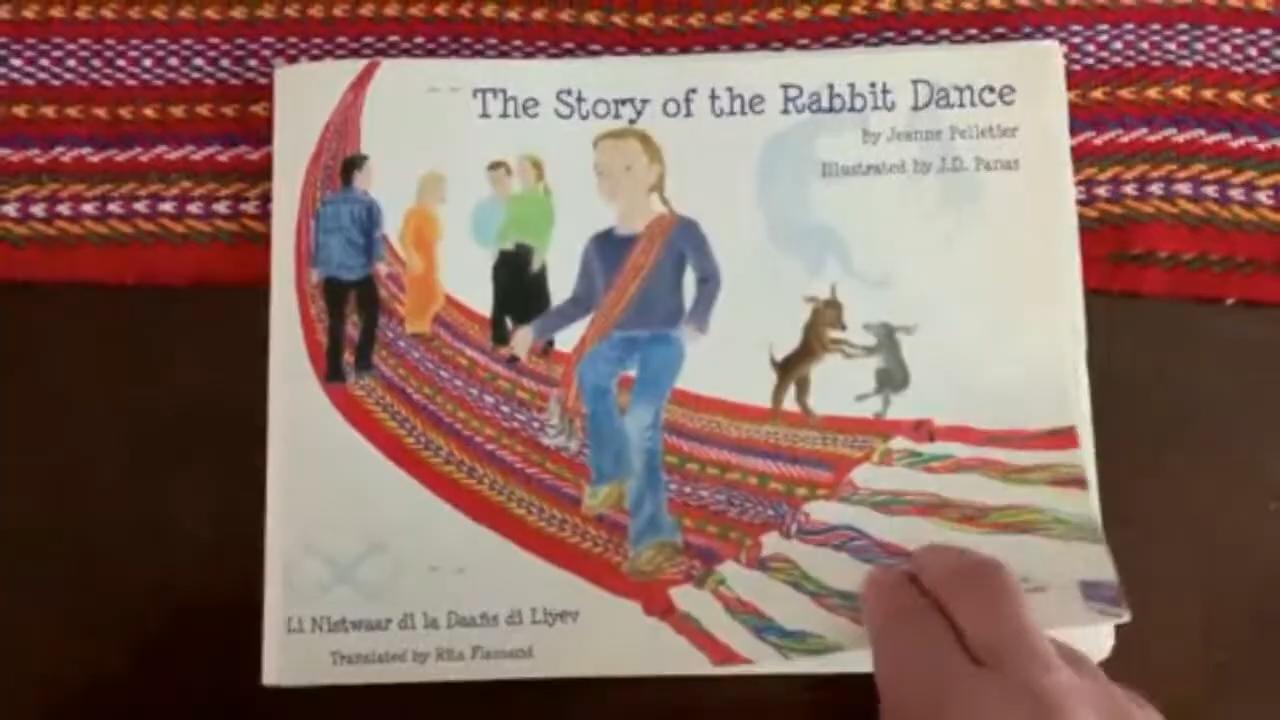 The Story of the Rabbit Dance
by Jeanne Pelletier
Illustrated by J.D. Panas
Li Nistwaar di la Daañs di Liyev
Translated by Rita Flamand